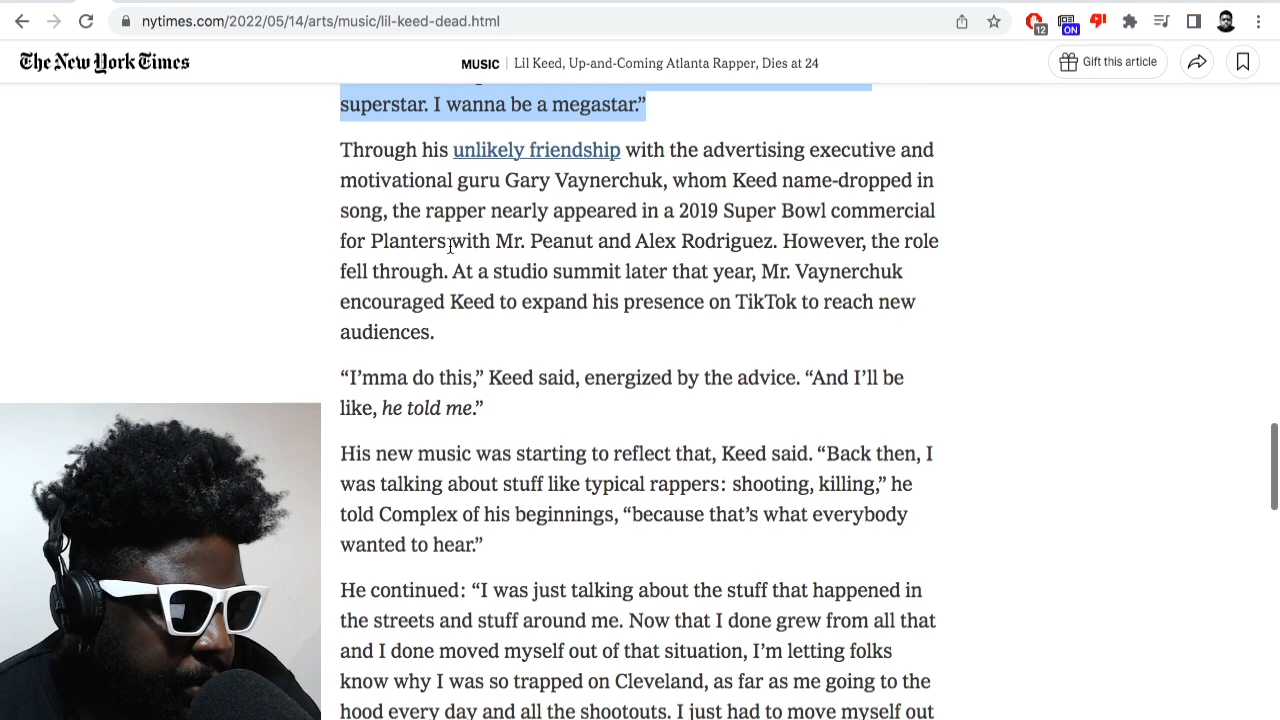 nytimes.com/2022/05/14/arts/music/lil-keed-dead.html
12
ON
The New York Times
MUSIC
Lil Keed, Up-and-Coming Atlanta Rapper, Dies at 24
Gift this article
superstar. I wanna be a megastar.”
Through his unlikely friendship with the advertising executive and
motivational guru Gary Vaynerchuk, whom Keed name-dropped in
song, the rapper nearly appeared in a 2019 Super Bowl commercial
for Planters with Mr. Peanut and Alex Rodriguez. However, the role
fell through. At a studio summit later that year, Mr. Vaynerchuk
encouraged Keed to expand his presence on TikTok to reach new
audiences.
“I’mma do this,” Keed said, energized by the advice. “And I’ll be
like, he told me.”
His new music was starting to reflect that, Keed said. “Back then, I
was talking about stuff like typical rappers: shooting, killing,” he
told Complex of his beginnings, “because that’s what everybody
wanted to hear.”
He continued: “I was just talking about the stuff that happened in
the streets and stuff around me. Now that I done grew from all that
and I done moved myself out of that situation, I’m letting folks
know why I was so trapped on Cleveland, as far as me going to the
hood every day and all the shootouts. I just had to move myself out